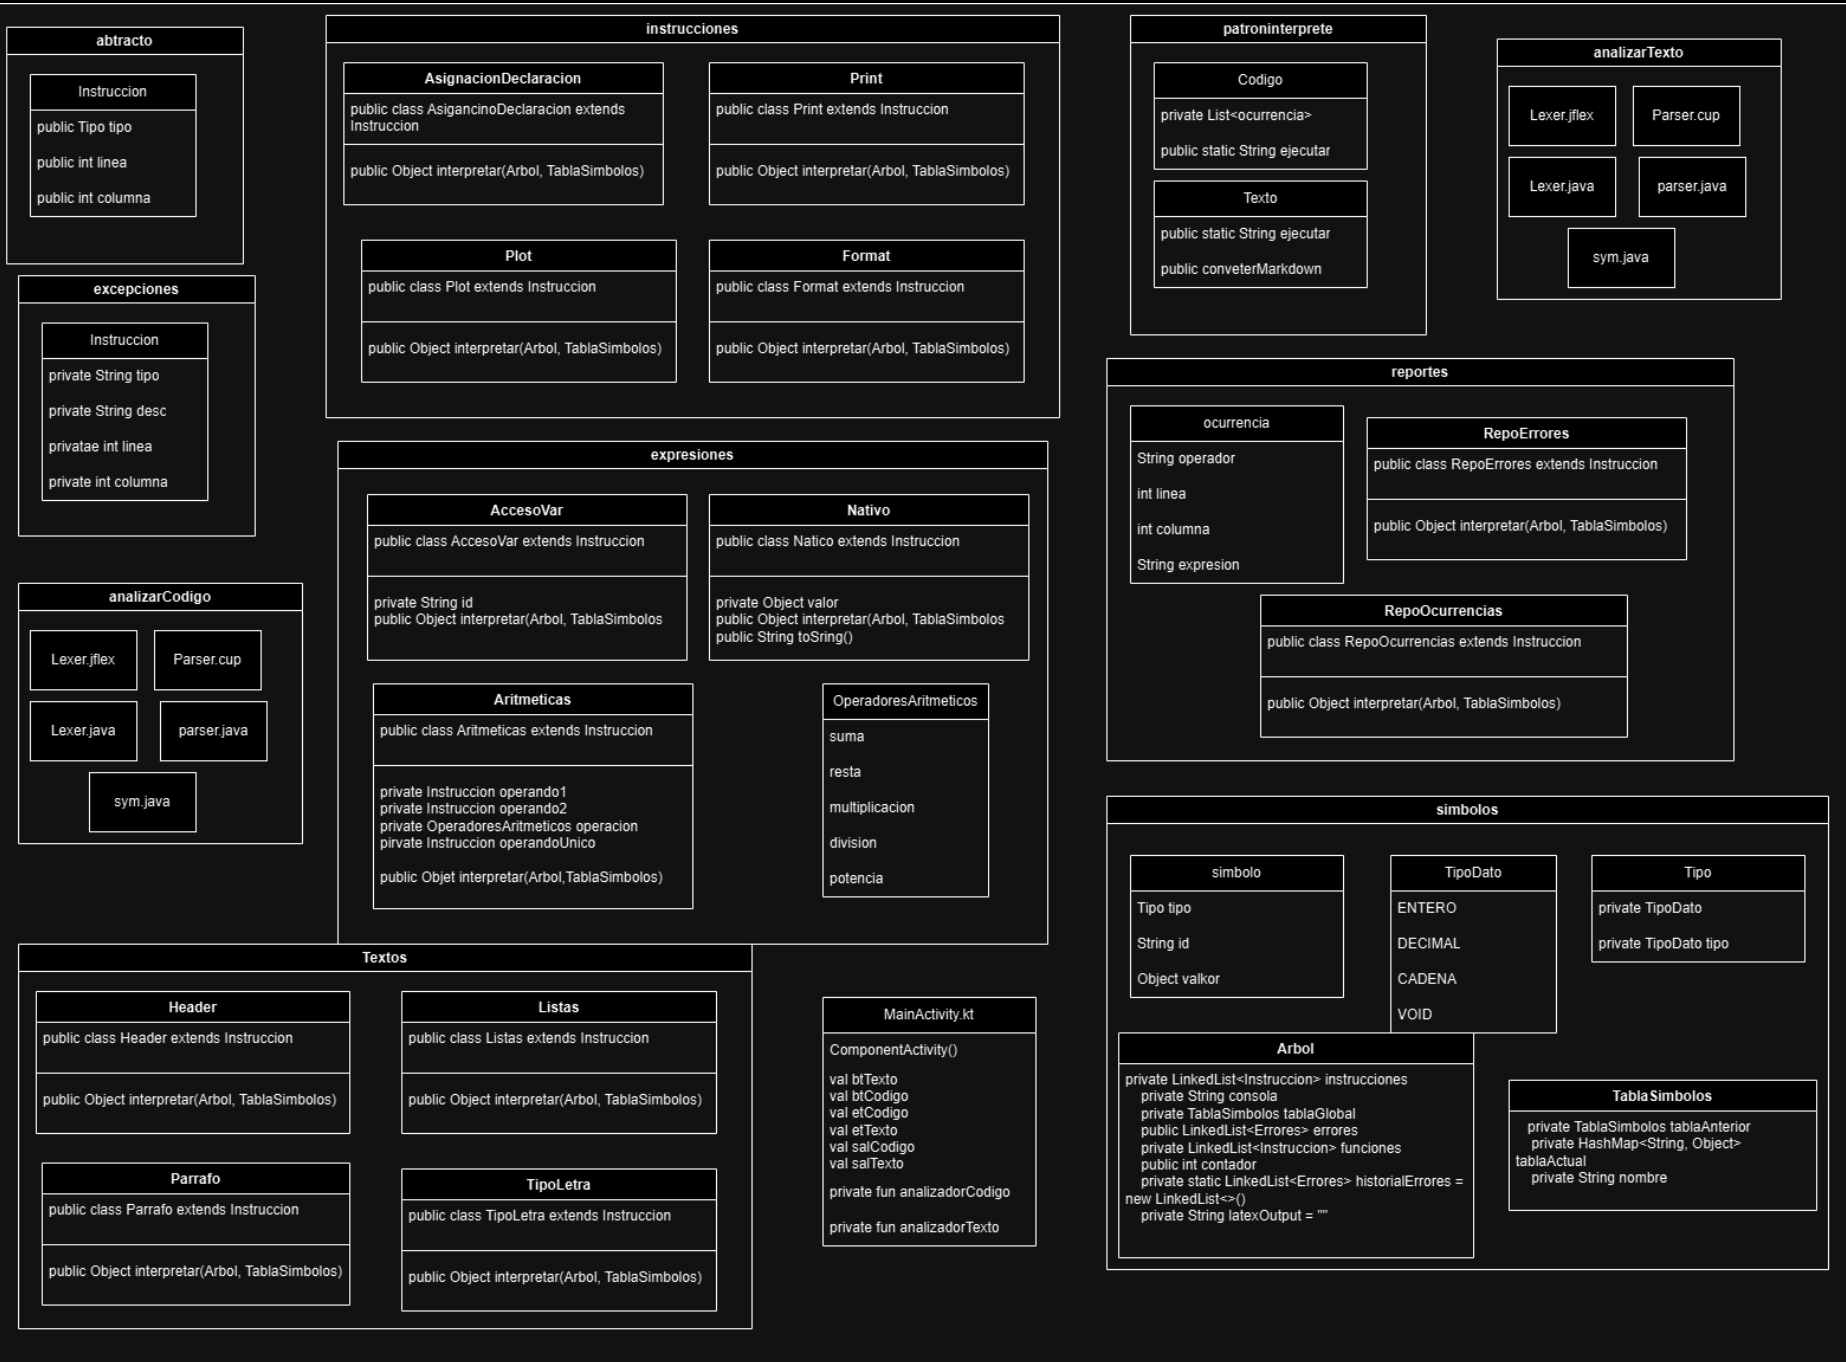 abtracto
Instruccion
public Tipo tipo
public int linea
public int columna
excepciones
Instruccion
private String tipo
private String desc
privatae int linea
private int columna
analizarCodigo
Lexer.jflex
Parser.cup
Lexer.java
parser.java
sym.java
instrucciones
AsignacionDeclaracion
public class AsigancinoDeclaracion extends
Instruccion
public Object interpretar(Arbol, TablaSimbolos)
Print
public class Print extends Instruccion
public Object interpretar(Arbol, TablaSimbolos)
Plot
public class Plot extends Instruccion
public Object interpretar(Arbol, TablaSimbolos)
Format
public class Format extends Instruccion
public Object interpretar(Arbol, TablaSimbolos)
expresiones
AccesoVar
public class AccesoVar extends Instruccion
private String id
public Object interpretar(Arbol, TablaSimbolos
Nativo
public class Natico extends Instruccion
private Object valor
public Object interpretar(Arbol, TablaSimbolos
public String toSring()
Aritmeticas
public class Aritmeticas extends Instruccion
private Instruccion operando1
private Instruccion operando2
private OperadoresAritmeticos operacion
pirvate Instruccion operandoUnico
public Objet interpretar(Arbol,TablaSimbolos)
OperadoresAritmeticos
suma
resta
multiplicacion
division
potencia
Textos
Header
public class Header extends Instruccion
public Object interpretar(Arbol, TablaSimbolos)
Listas
public class Listas extends Instruccion
public Object interpretar(Arbol, TablaSimbolos)
Parrafo
public class Parrafo extends Instruccion
public Object interpretar(Arbol, TablaSimbolos)
TipoLetra
public class TipoLetra extends Instruccion
public Object interpretar(Arbol, TablaSimbolos)
MainActivity.kt
ComponentActivity()
val btTexto
val btCodigo
val etCodigo
val etTexto
val salCodigo
val salTexto
private fun analizadorCodigo
private fun analizadorTexto
patroninterprete
Codigo
private List<ocurrencia>
public static String ejecutar
Texto
public static String ejecutar
public conveterMarkdown
analizarTexto
Lexer.jflex
Parser.cup
Lexer.java
parser.java
sym.java
reportes
ocurrencia
String operador
int linea
int columna
String expresion
RepoErrores
public class RepoErrores extends Instruccion
public Object interpretar(Arbol, TablaSimbolos)
RepoOcurrencias
public class RepoOcurrencias extends Instruccion
public Object interpretar(Arbol, TablaSimbolos)
simbolos
simbolo
Tipo tipo
String id
Object valkor
TipoDato
ENTERO
DECIMAL
CADENA
VOID
Tipo
private TipoDato
private TipoDato tipo
Arbol
private LinkedList<Instruccion> instrucciones
private String consola
private TablaSimbolos tablaGlobal
public LinkedList<Errores> errores
private LinkedList<Instruccion> funciones
public int contador
private static LinkedList<Errores> historialErrores =
new LinkedList<>()
private String latexOutput = ""
TablaSimbolos
private TablaSimbolos tablaAnterior
private HashMap<String, Object>
tablaActual
private String nombre